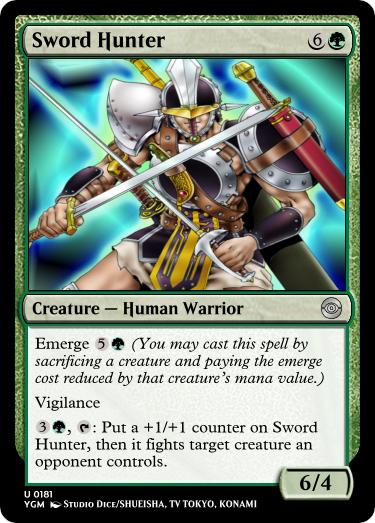 Sword Hunter 6
Creature — Human Warrior
Emerge 5 (You may cast this spell by
sacrificing a creature and paying the emerge
cost reduced by that creature's mana value.)
Vigilance
3 , : Put a +1/+1 counter on Sword
Hunter, then it fights target creature an
opponent controls.
6/4
U 0181
YGM Studio Dice/SHUEISHA, TV TOKYO, KONAMI